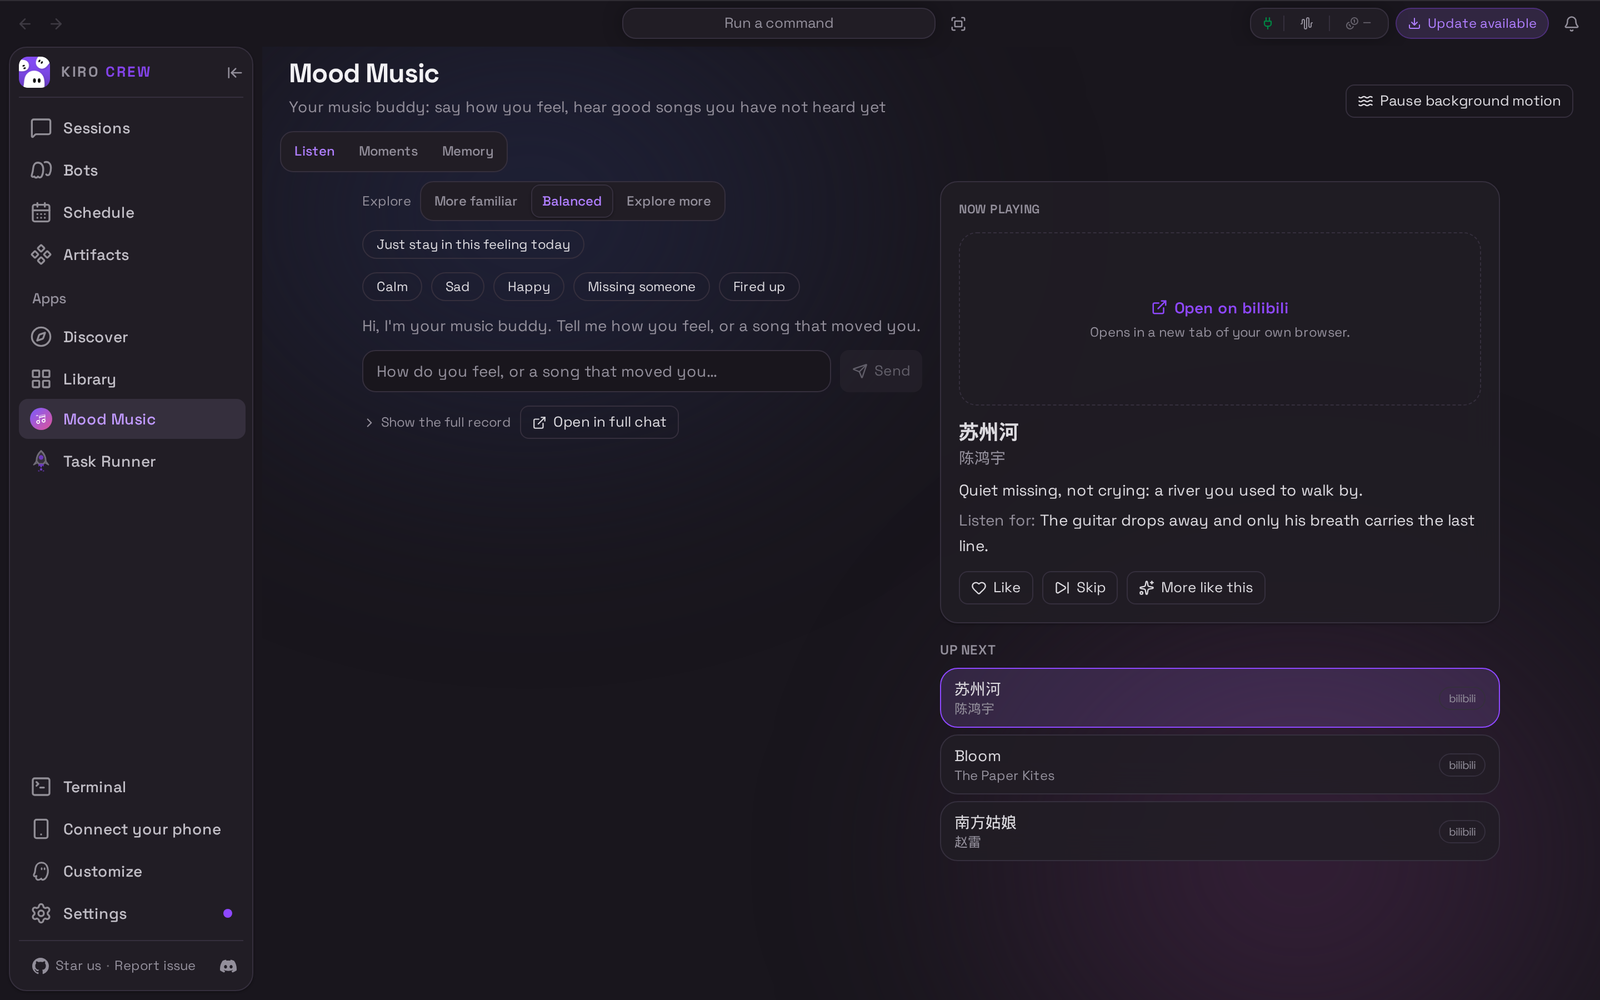 Run a command
Update available
KIRO CREW
Sessions
Bots
Schedule
Artifacts
Apps
Discover
Library
Mood Music
Task Runner
Terminal
Connect your phone
Customize
Settings
Star us · Report issue
Mood Music
Your music buddy: say how you feel, hear good songs you have not heard yet
Pause background motion
Listen Moments Memory
Explore More familiar Balanced Explore more
Just stay in this feeling today
Calm Sad Happy Missing someone Fired up
Hi, I'm your music buddy. Tell me how you feel, or a song that moved you.
How do you feel, or a song that moved you...
Send
Show the full record Open in full chat
NOW PLAYING
Open on bilibili
Opens in a new tab of your own browser.
苏州河
陈鸿宇
Quiet missing, not crying: a river you used to walk by.
Listen for: The guitar drops away and only his breath carries the last
line.
Like Skip More like this
UP NEXT
苏州河
陈鸿宇
bilibili
Bloom
The Paper Kites
bilibili
南方姑娘
赵雷
bilibili